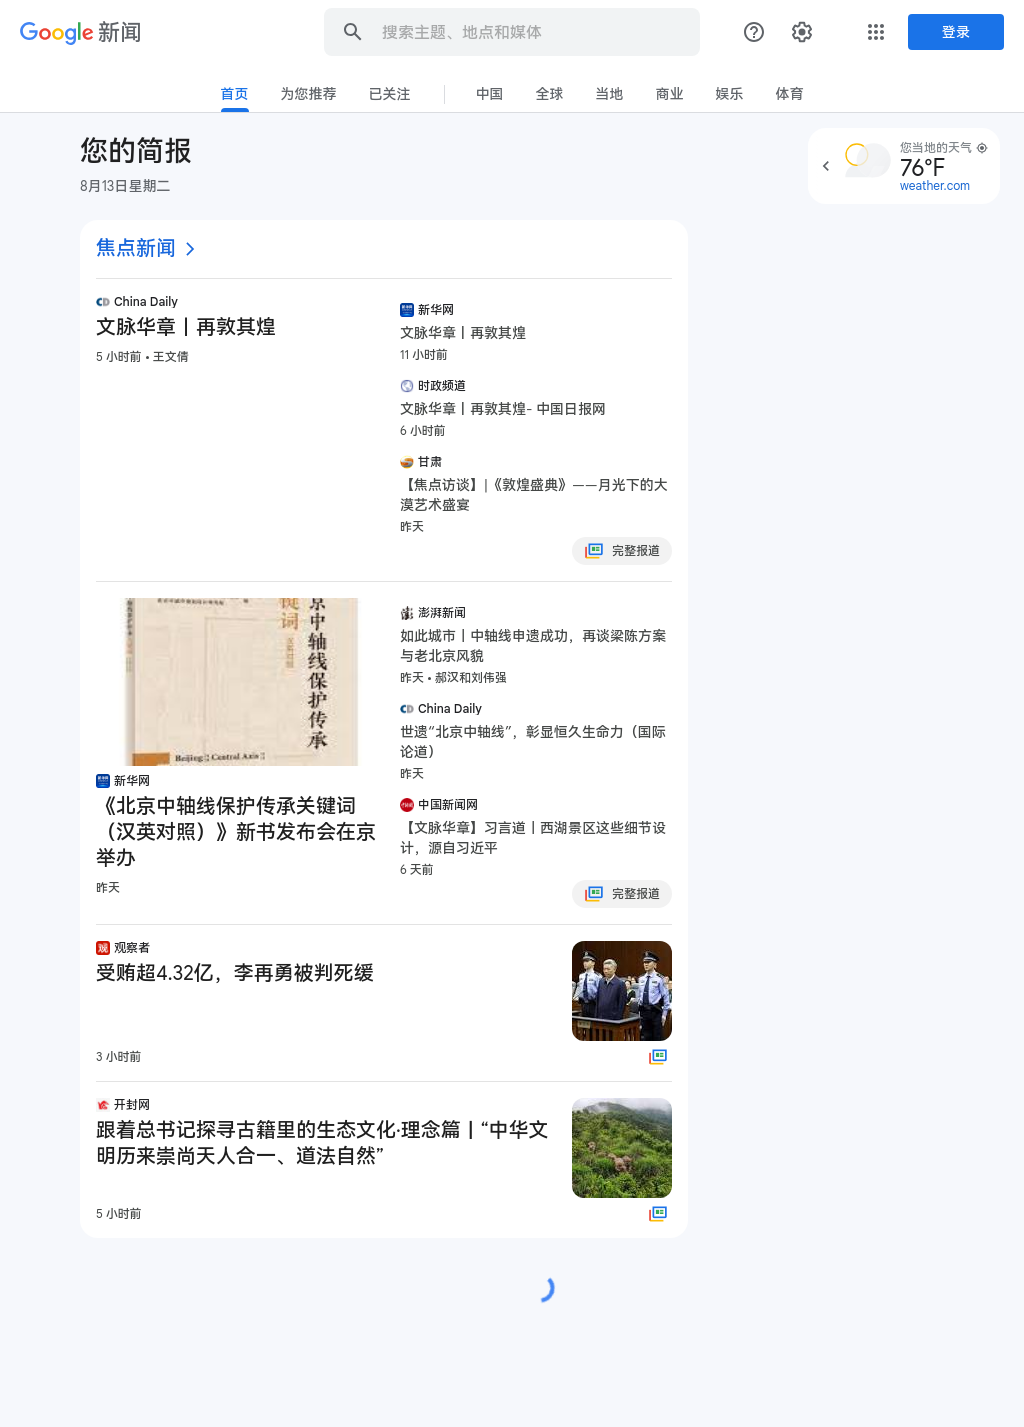 Google 新闻
搜索主题、地点和媒体
登录
首页
为您推荐
已关注
中国
全球
当地
商业
娱乐
体育
您的简报
8月13日星期二
您当地的天气
76°F
weather.com
焦点新闻
China Daily
文脉华章丨再敦其煌
5 小时前 • 王文倩
新华网
文脉华章丨再敦其煌
11 小时前
时政频道
文脉华章丨再敦其煌- 中国日报网
6 小时前
甘肃
【焦点访谈】|《敦煌盛典》——月光下的大
漠艺术盛宴
昨天
完整报道
京中轴线保护传承
键词
Beijing Central Axis
新华网
《北京中轴线保护传承关键词
（汉英对照）》新书发布会在京
举办
昨天
澎湃新闻
如此城市丨中轴线申遗成功，再谈梁陈方案
与老北京风貌
昨天 • 郝汉和刘伟强
China Daily
世遗“北京中轴线”，彰显恒久生命力（国际
论道）
昨天
中国新闻网
【文脉华章】习言道丨西湖景区这些细节设
计，源自习近平
6 天前
完整报道
观察者
受贿超4.32亿，李再勇被判死缓
3 小时前
开封网
跟着总书记探寻古籍里的生态文化·理念篇丨“中华文
明历来崇尚天人合一、道法自然”
5 小时前